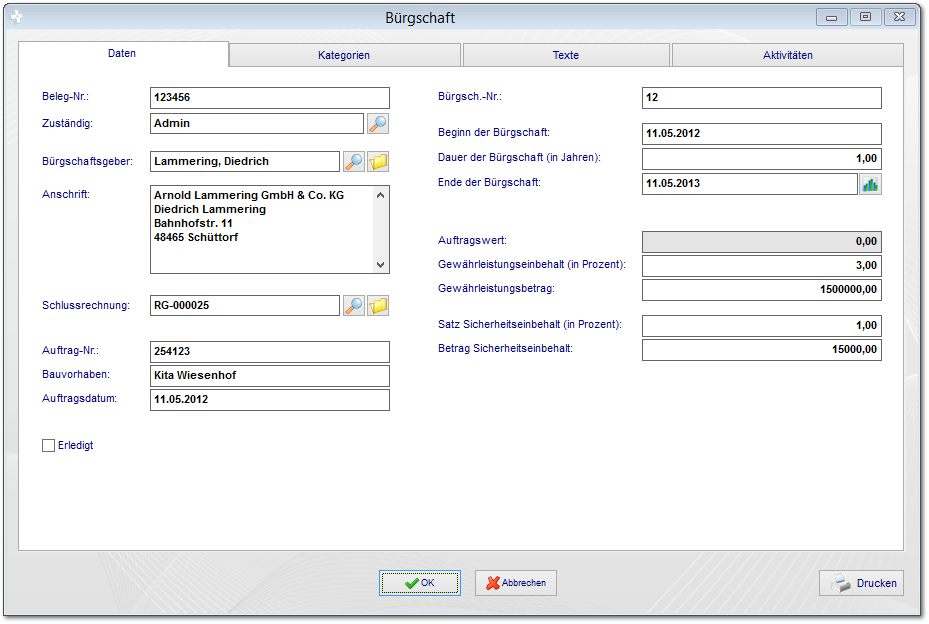 Bürgschaft
Daten
Kategorien
Texte
Aktivitäten
Beleg-Nr.: 123456
Zuständig: Admin
Bürgschaftsgeber: Lammering, Diedrich
Anschrift: Arnold Lammering GmbH & Co. KG
Diedrich Lammering
Bahnhofstr. 11
48465 Schüttorf
Schlussrechnung: RG-000025
Auftrag-Nr.: 254123
Bauvorhaben: Kita Wiesenhof
Auftragsdatum: 11.05.2012
Erledigt
Bürgsch.-Nr.: 12
Beginn der Bürgschaft: 11.05.2012
Dauer der Bürgschaft (in Jahren): 1,00
Ende der Bürgschaft: 11.05.2013
Auftragswert: 0,00
Gewährleistungseinbehalt (in Prozent): 3,00
Gewährleistungsbetrag: 1500000,00
Satz Sicherheitseinbehalt (in Prozent): 1,00
Betrag Sicherheitseinbehalt: 15000,00
OK
Abbrechen
Drucken